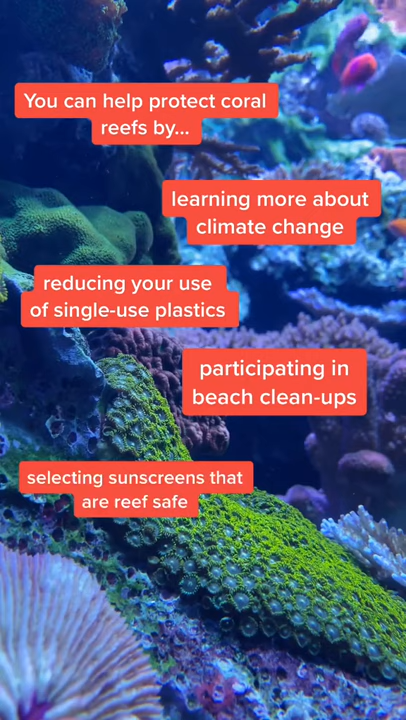 You can help protect coral
reefs by...
learning more about
climate change
reducing your use
of single-use plastics
participating in
beach clean-ups
selecting sunscreens that
are reef safe